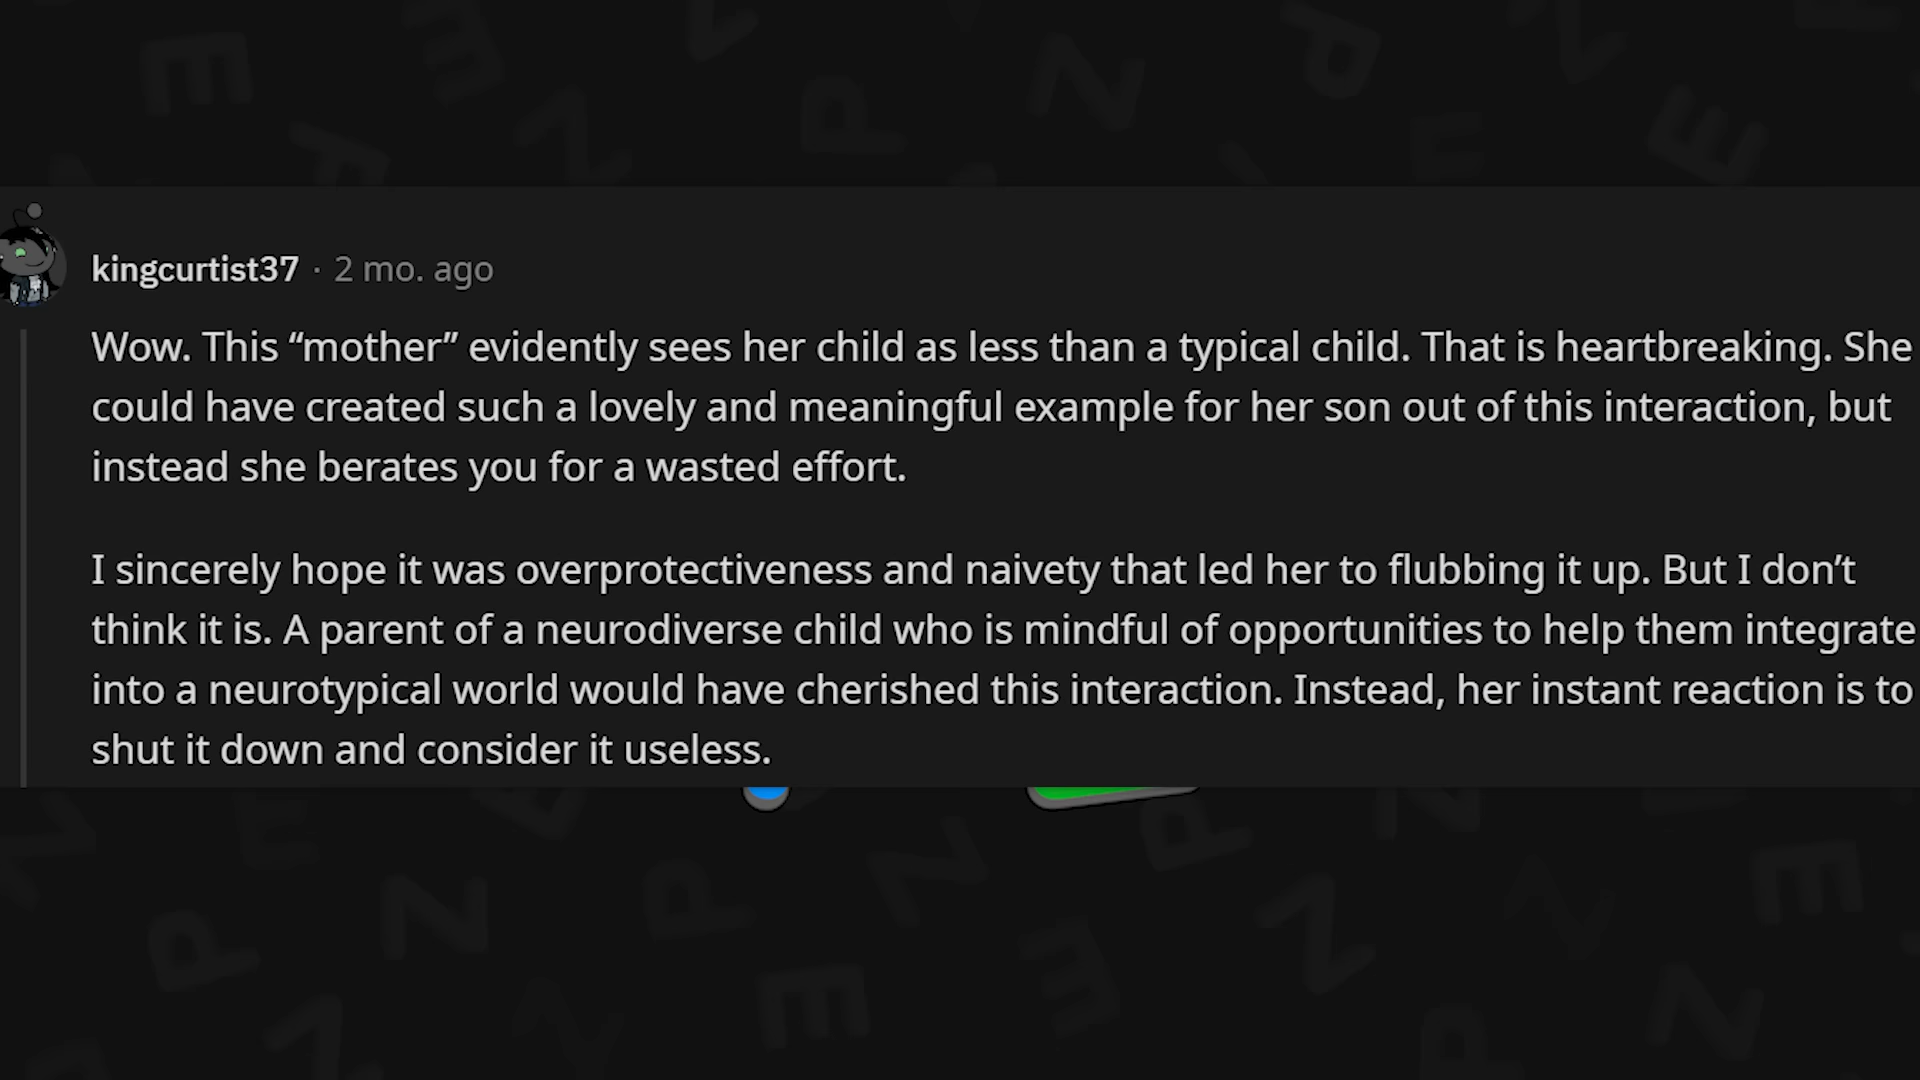 kingcurtist37 · 2 mo. ago
Wow. This “mother” evidently sees her child as less than a typical child. That is heartbreaking. She
could have created such a lovely and meaningful example for her son out of this interaction, but
instead she berates you for a wasted effort.
I sincerely hope it was overprotectiveness and naivety that led her to flubbing it up. But I don’t
think it is. A parent of a neurodiverse child who is mindful of opportunities to help them integrate
into a neurotypical world would have cherished this interaction. Instead, her instant reaction is to
shut it down and consider it useless.